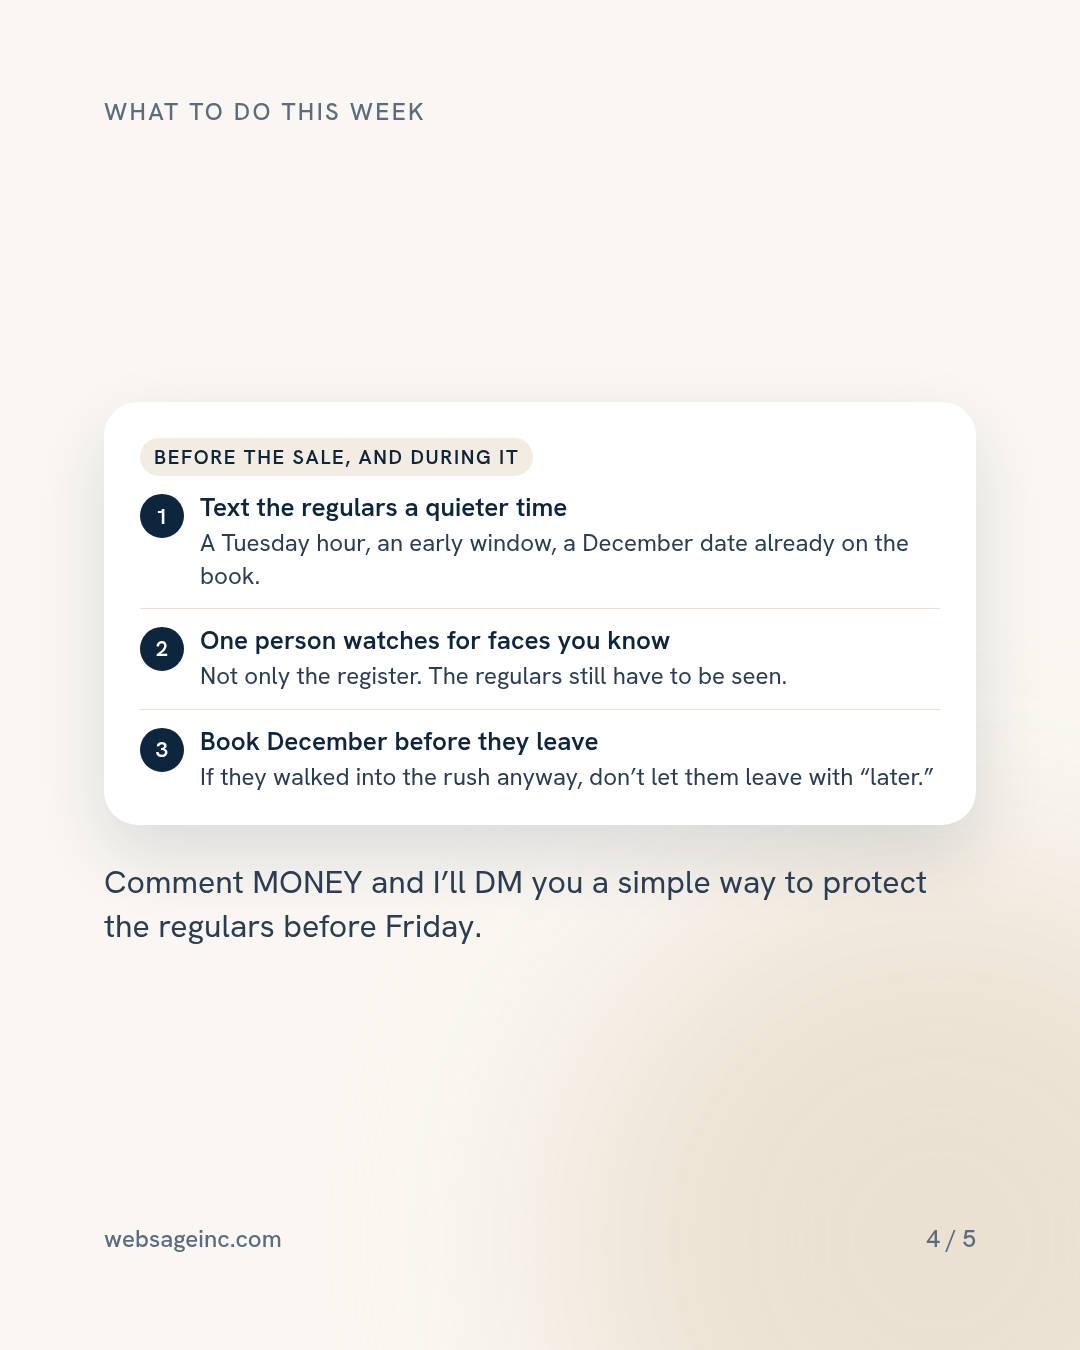 WHAT TO DO THIS WEEK
BEFORE THE SALE, AND DURING IT
1
Text the regulars a quieter time
A Tuesday hour, an early window, a December date already on the
book.
2
One person watches for faces you know
Not only the register. The regulars still have to be seen.
3
Book December before they leave
If they walked into the rush anyway, don’t let them leave with “later.”
Comment MONEY and I’ll DM you a simple way to protect
the regulars before Friday.
websageinc.com
4 / 5